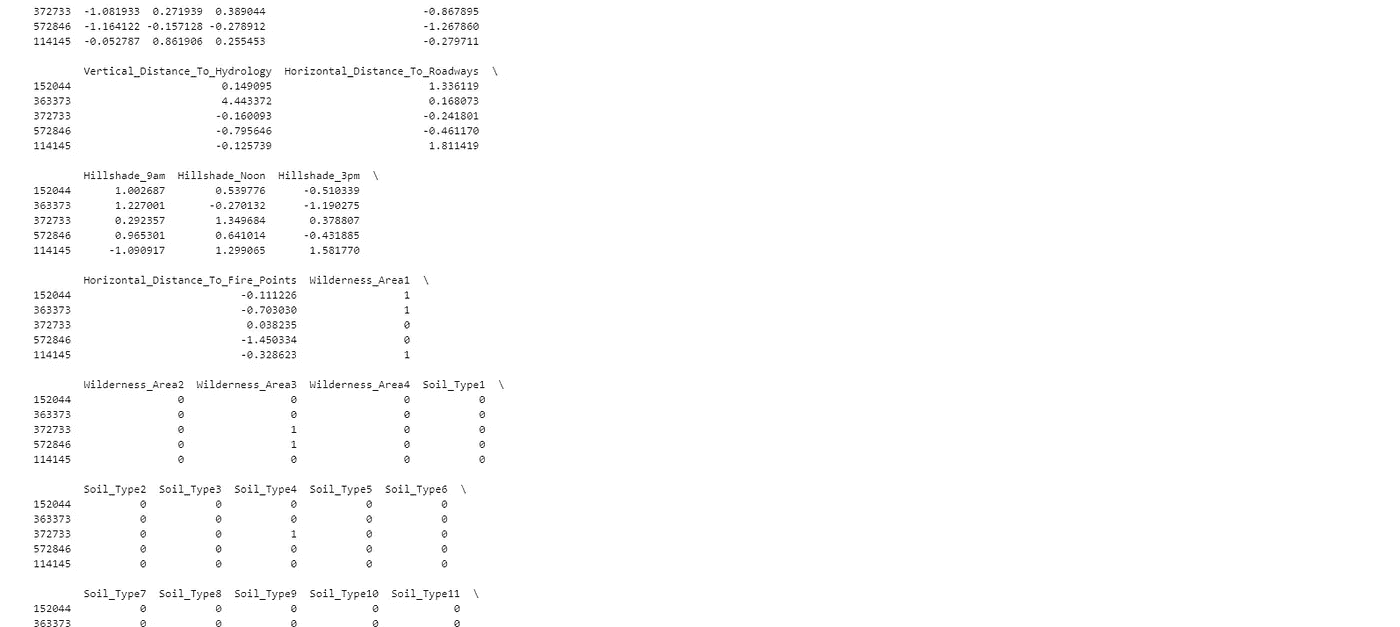 372733 -1.081933 0.271939 0.389044 -0.867895
572846 -1.164122 -0.157128 -0.278912 -1.267860
114145 -0.052787 0.861906 0.255453 -0.279711
Vertical_Distance_To_Hydrology Horizontal_Distance_To_Roadways \
152044 0.149095 1.336119
363373 4.443372 0.168073
372733 -0.160093 -0.241801
572846 -0.795646 -0.461170
114145 -0.125739 1.811419
Hillshade_9am Hillshade_Noon Hillshade_3pm \
152044 1.002687 0.539776 -0.510339
363373 1.227001 -0.270132 -1.190275
372733 0.292357 1.349684 0.378807
572846 0.965301 0.641014 -0.431885
114145 -1.090917 1.299065 1.581770
Horizontal_Distance_To_Fire_Points Wilderness_Area1 \
152044 -0.111226 1
363373 -0.703030 1
372733 0.038235 0
572846 -1.450334 0
114145 -0.328623 1
Wilderness_Area2 Wilderness_Area3 Wilderness_Area4 Soil_Type1 \
152044 0 0 0 0
363373 0 0 0 0
372733 0 1 0 0
572846 0 1 0 0
114145 0 0 0 0
Soil_Type2 Soil_Type3 Soil_Type4 Soil_Type5 Soil_Type6 \
152044 0 0 0 0 0
363373 0 0 0 0 0
372733 0 0 1 0 0
572846 0 0 0 0 0
114145 0 0 0 0 0
Soil_Type7 Soil_Type8 Soil_Type9 Soil_Type10 Soil_Type11 \
152044 0 0 0 0 0
363373 0 0 0 0 0